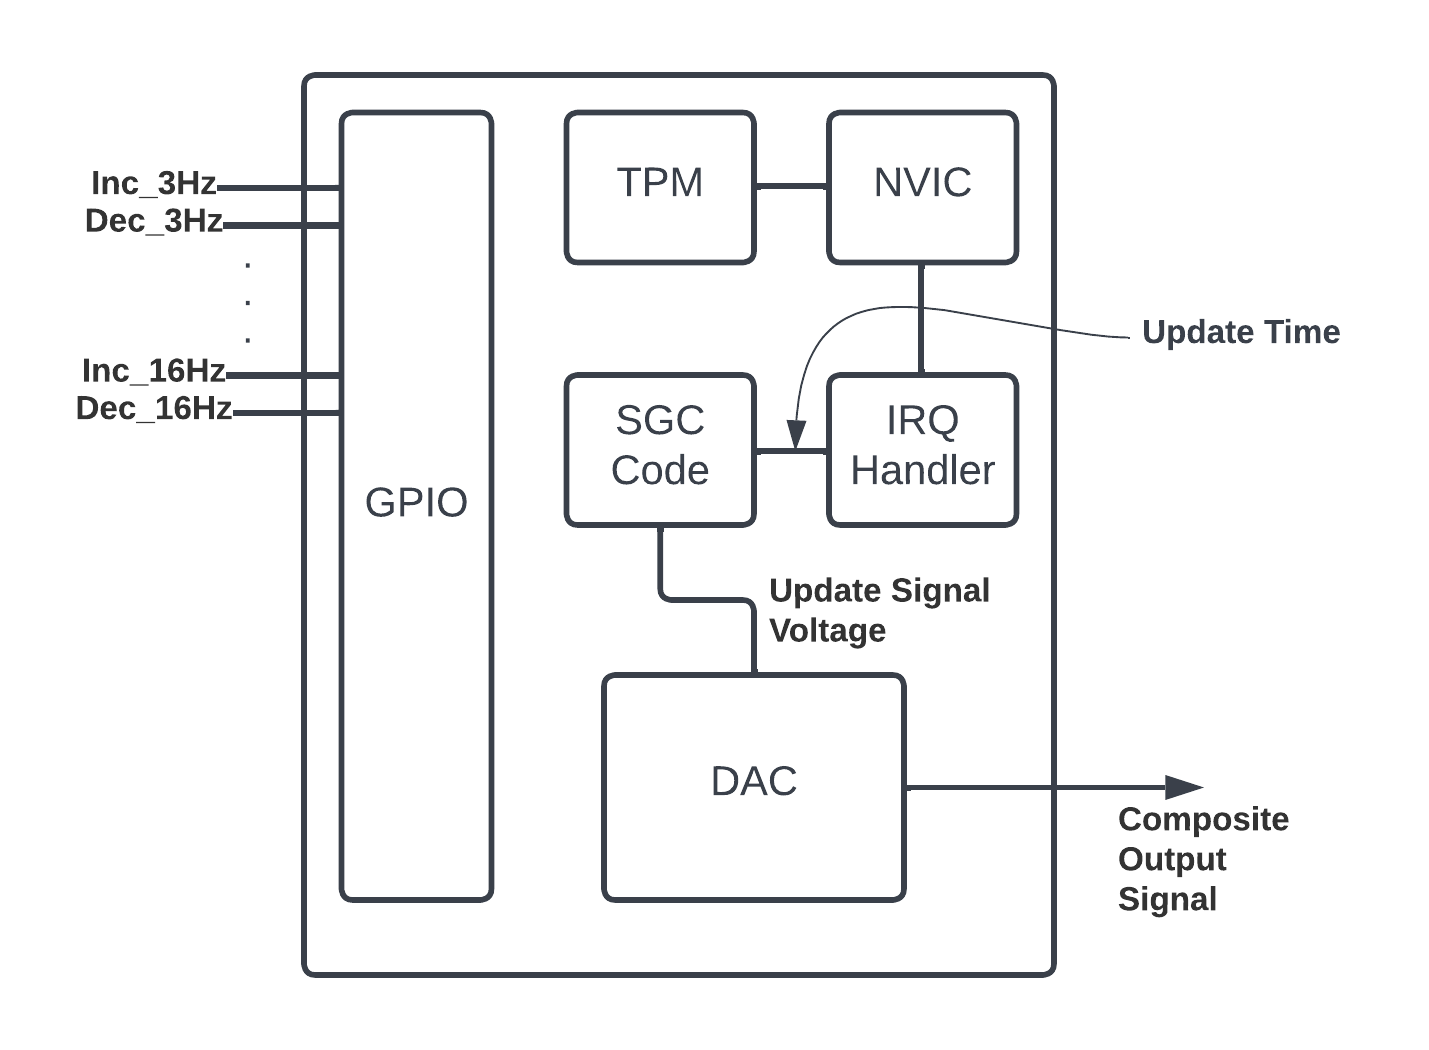 TPM
NVIC
Inc_3Hz
Dec_3Hz
.
.
.
Update Time
Inc_16Hz
Dec_16Hz
SGC
Code
IRQ
Handler
GPIO
Update Signal
Voltage
DAC
Composite
Output
Signal